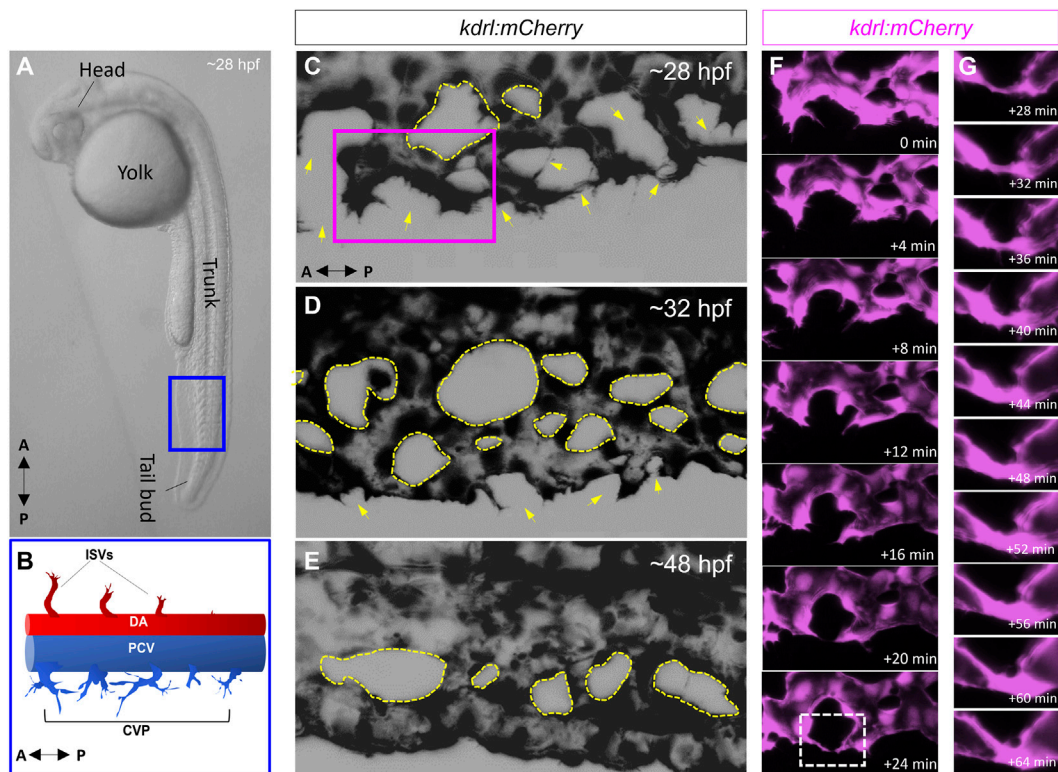 kdrl:mCherry
kdrl:mCherry
A
~28 hpf
Head
Yolk
Trunk
Tail bud
A
P
B
ISVs
DA
PCV
CVP
A P
C
~28 hpf
A P
D
~32 hpf
E
~48 hpf
F
0 min
+4 min
+8 min
+12 min
+16 min
+20 min
+24 min
G
+28 min
+32 min
+36 min
+40 min
+44 min
+48 min
+52 min
+56 min
+60 min
+64 min